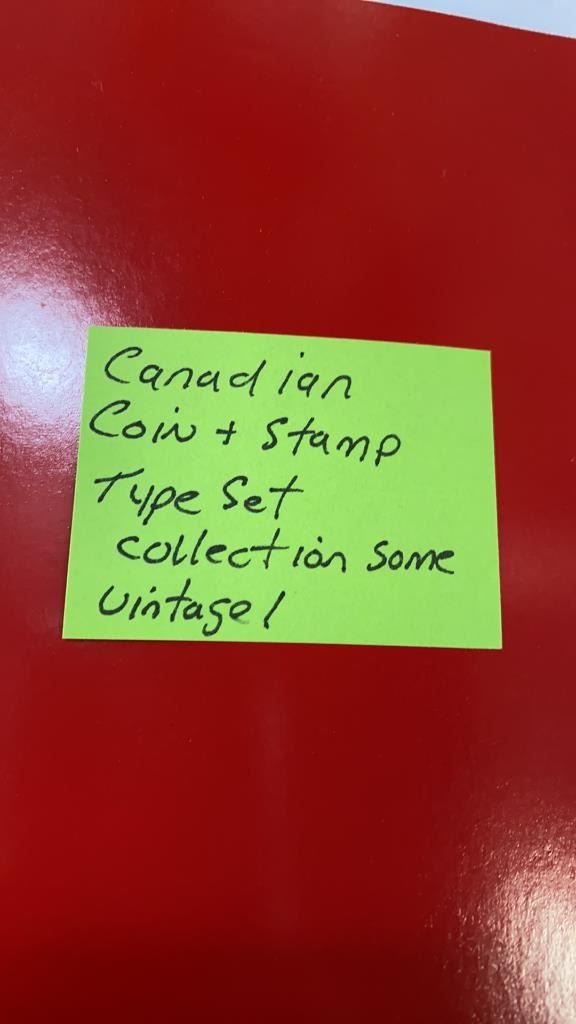 Canadian
Coin + Stamp
Type Set
collection some
vintage!